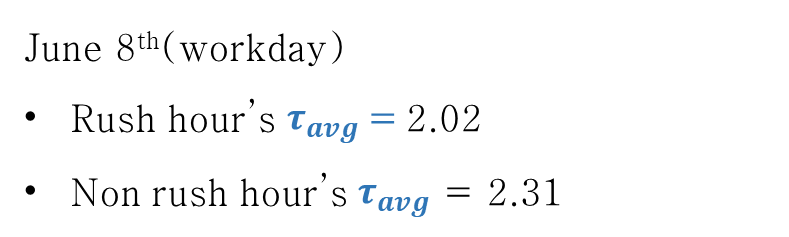 June 8th(workday)
• Rush hour's τavg = 2.02
• Non rush hour's τavg = 2.31